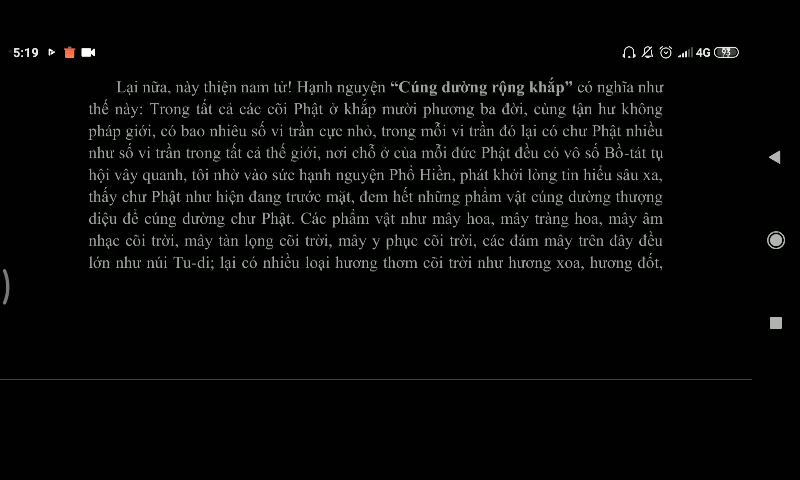 5:19
4G 93
Lại nữa, này thiện nam tử! Hạnh nguyện “Cúng dường rộng khắp” có nghĩa như
thế này: Trong tất cả các cõi Phật ở khắp mười phương ba đời, cùng tận hư không
pháp giới, có bao nhiêu số vi trần cực nhỏ, trong mỗi vi trần đó lại có chư Phật nhiều
như số vi trần trong tất cả thế giới, nơi chỗ ở của mỗi đức Phật đều có vô số Bồ-tát tụ
hội vây quanh, tôi nhờ vào sức hạnh nguyện Phổ Hiền, phát khởi lòng tin hiểu sâu xa,
thấy chư Phật như hiện đang trước mặt, đem hết những phẩm vật cúng dường thượng
diệu để cúng dường chư Phật. Các phẩm vật như mây hoa, mây tràng hoa, mây âm
nhạc cõi trời, mây tàn lọng cõi trời, mây y phục cõi trời, các đám mây trên đây đều
lớn như núi Tu-di; lại có nhiều loại hương thơm cõi trời như hương xoa, hương đốt,